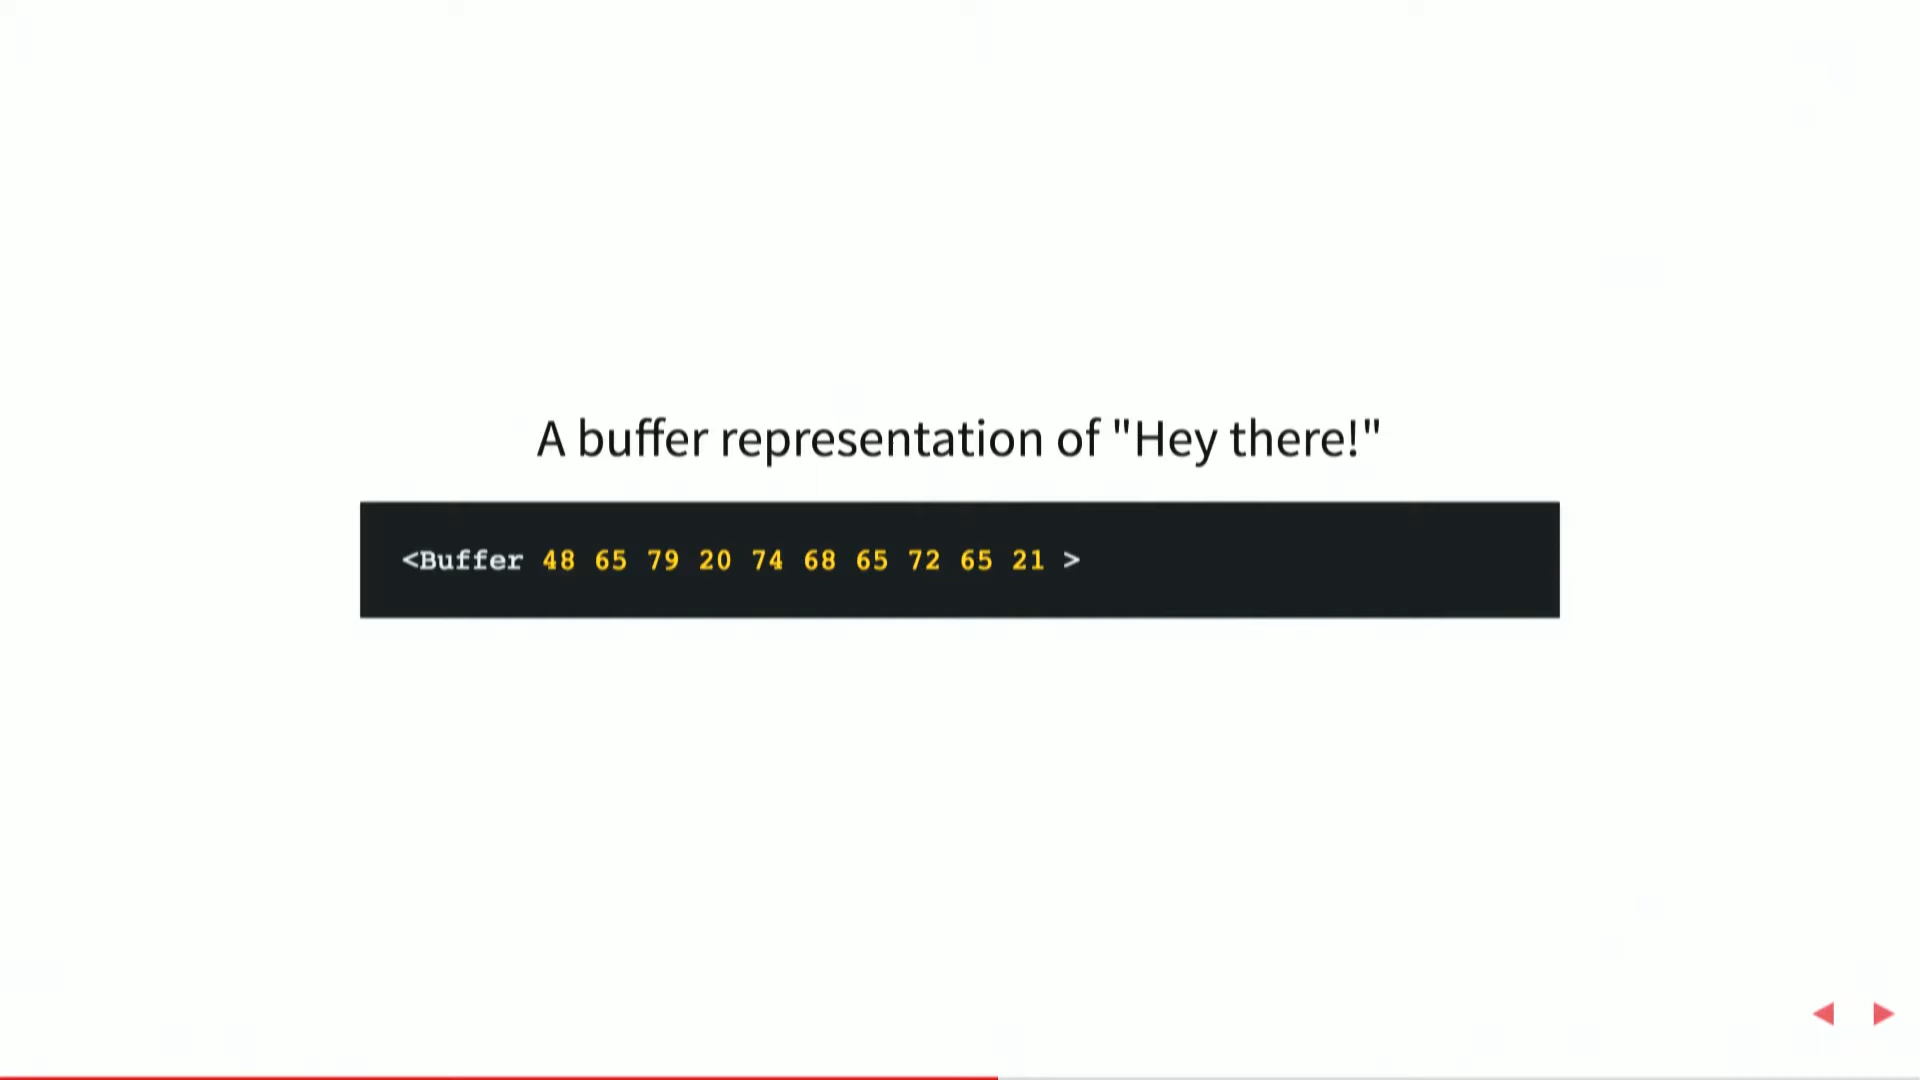 A buffer representation of "Hey there!"
<Buffer 48 65 79 20 74 68 65 72 65 21 >